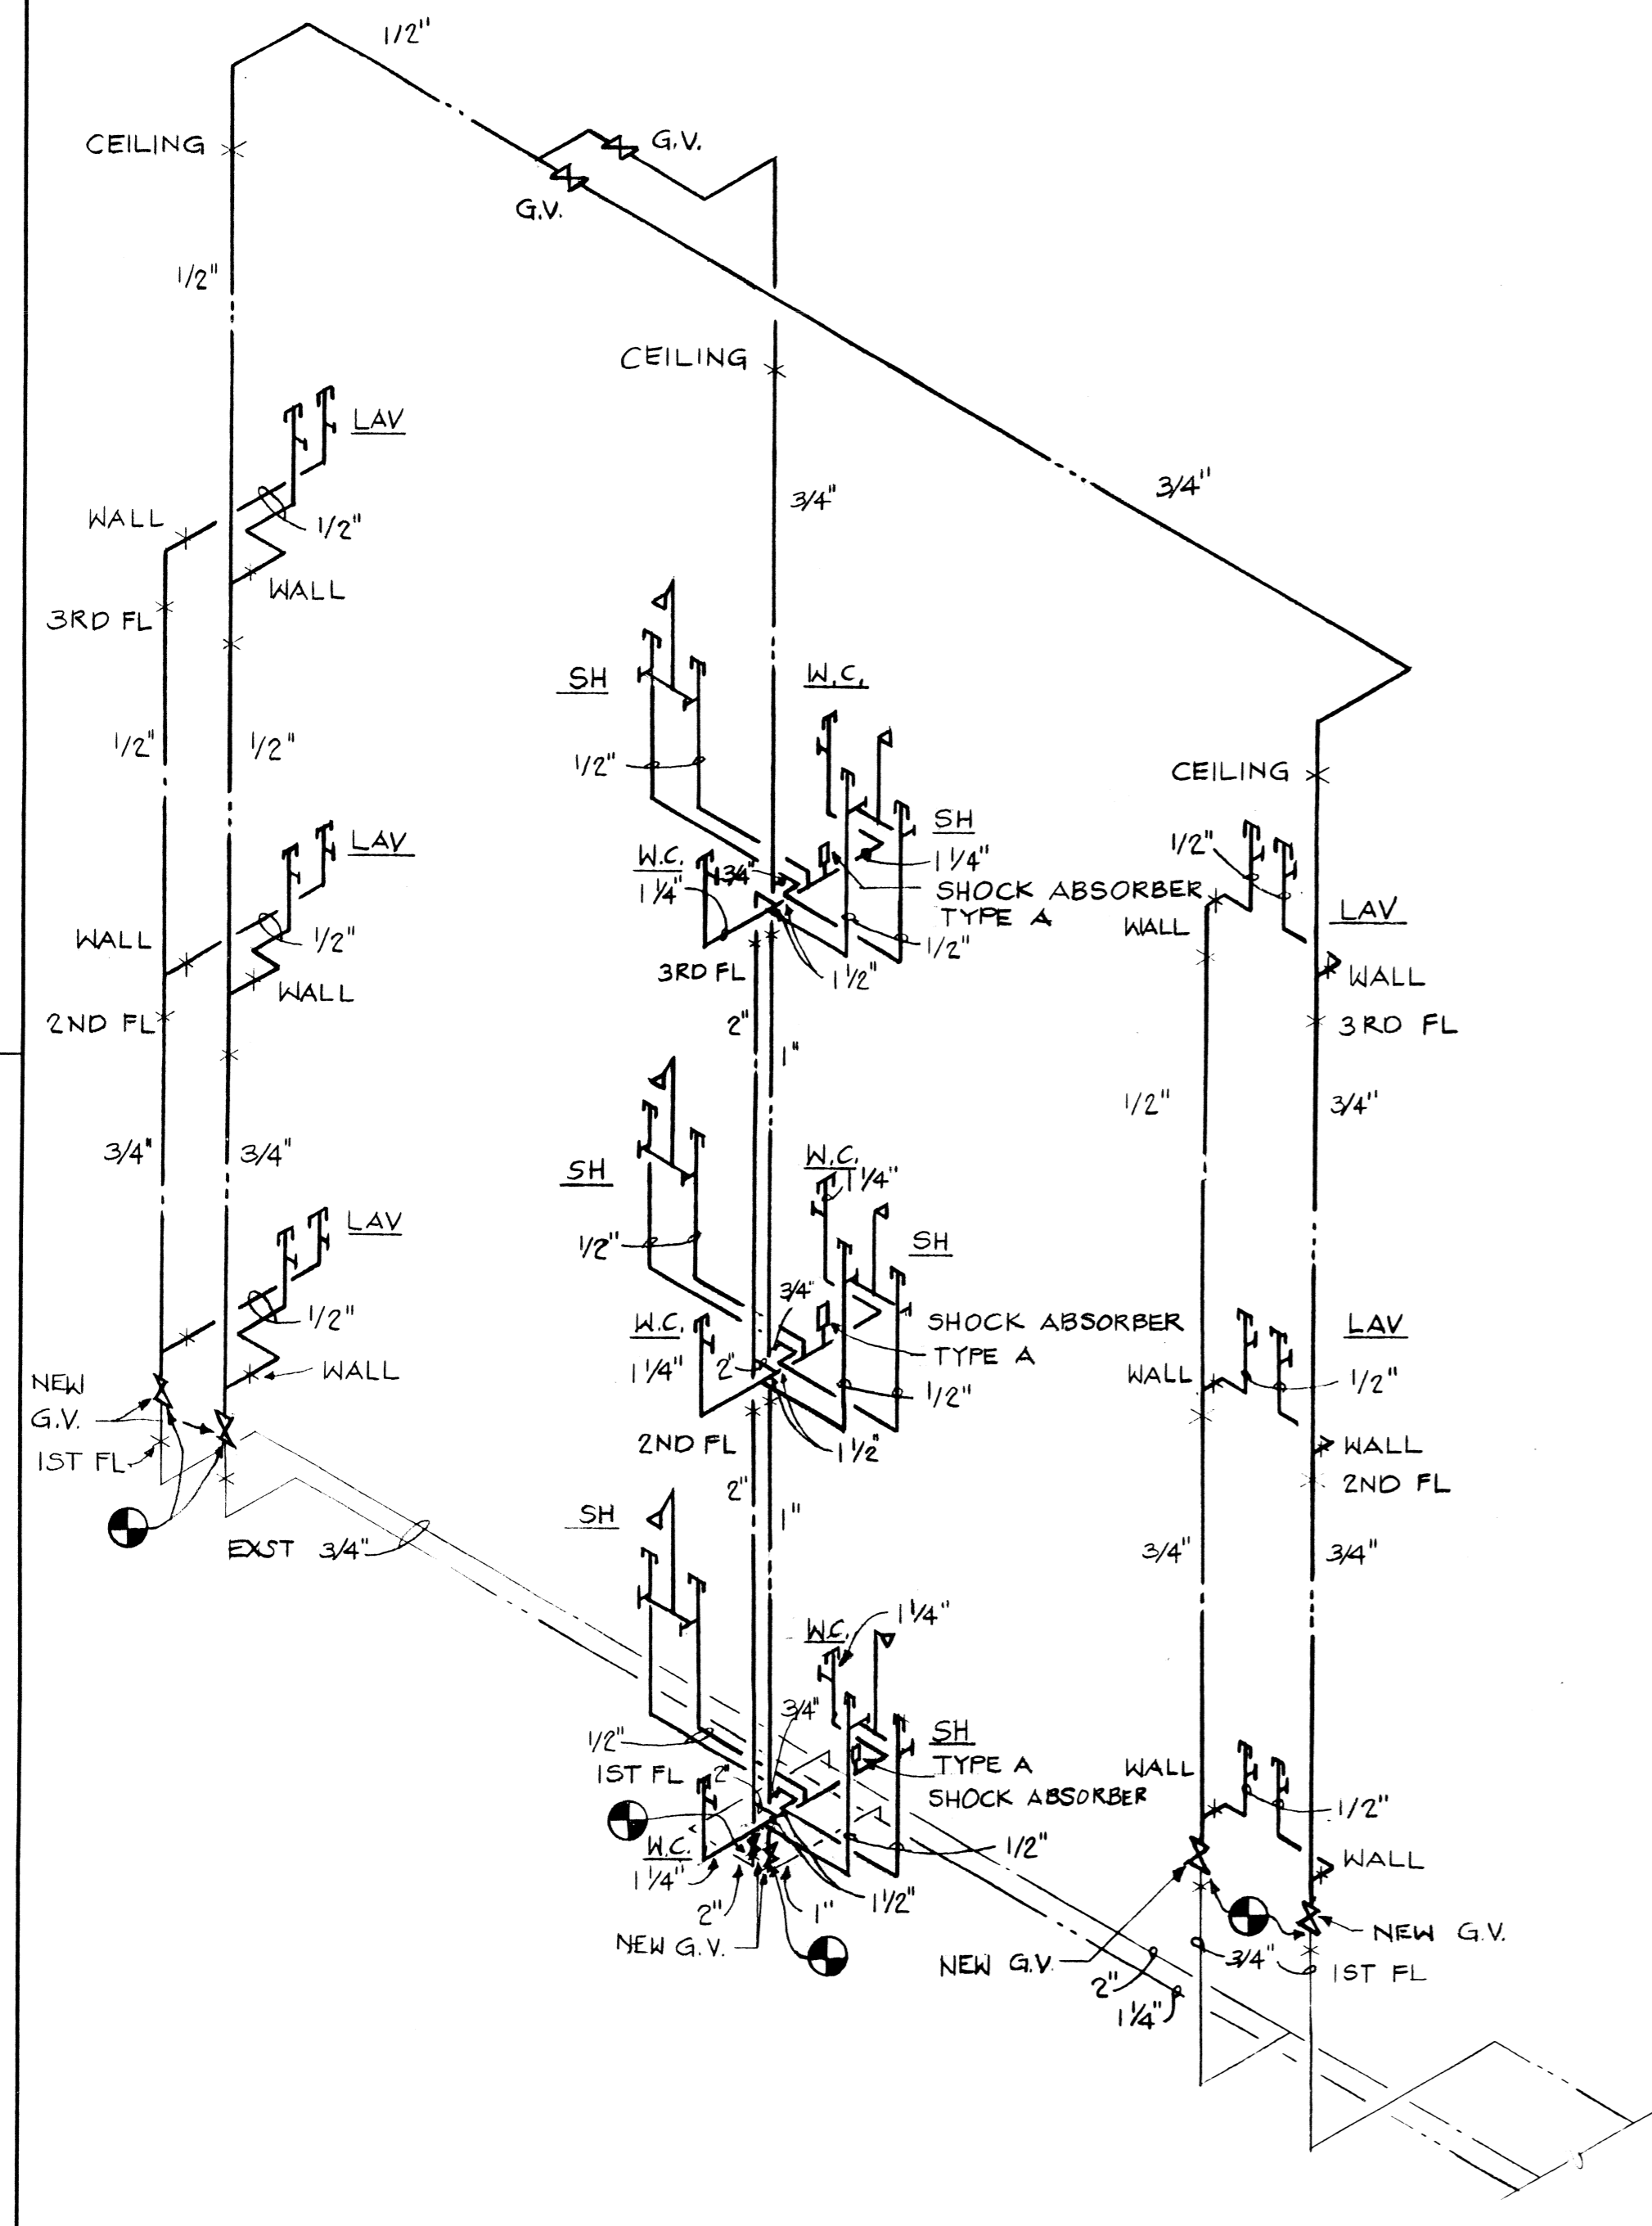 1/2"
CEILING
G.V.
G.V.
1/2"
CEILING
LAV
3/4"
3/4"
WALL
1/2"
WALL
3RD FL
SH
W.C.
1/2"
1/2"
1/2"
CEILING
SH
1/2"
LAV
W.C.
3/4"
1 1/4"
1 1/4"
SHOCK ABSORBER
TYPE A
LAV
WALL
1/2"
WALL
1/2"
WALL
3RD FL
1 1/2"
WALL
2ND FL
2"
3RD FL
1"
1/2"
3/4"
3/4"
3/4"
SH
W.C.
1 1/4"
LAV
1/2"
SH
3/4"
1/2"
W.C.
SHOCK ABSORBER
TYPE A
LAV
1 1/4"
2"
WALL
WALL
1/2"
1/2"
NEW
G.V.
2ND FL
1 1/2"
WALL
1ST FL
2"
2ND FL
1"
SH
EXST 3/4"
3/4"
3/4"
W.C.
1 1/4"
3/4"
1/2"
SH
1ST FL
2"
TYPE A
SHOCK ABSORBER
WALL
1/2"
W.C.
1/2"
WALL
1 1/4"
2"
1"
1 1/2"
NEW G.V.
NEW G.V.
NEW G.V.
3/4"
1ST FL
2"
1 1/4"